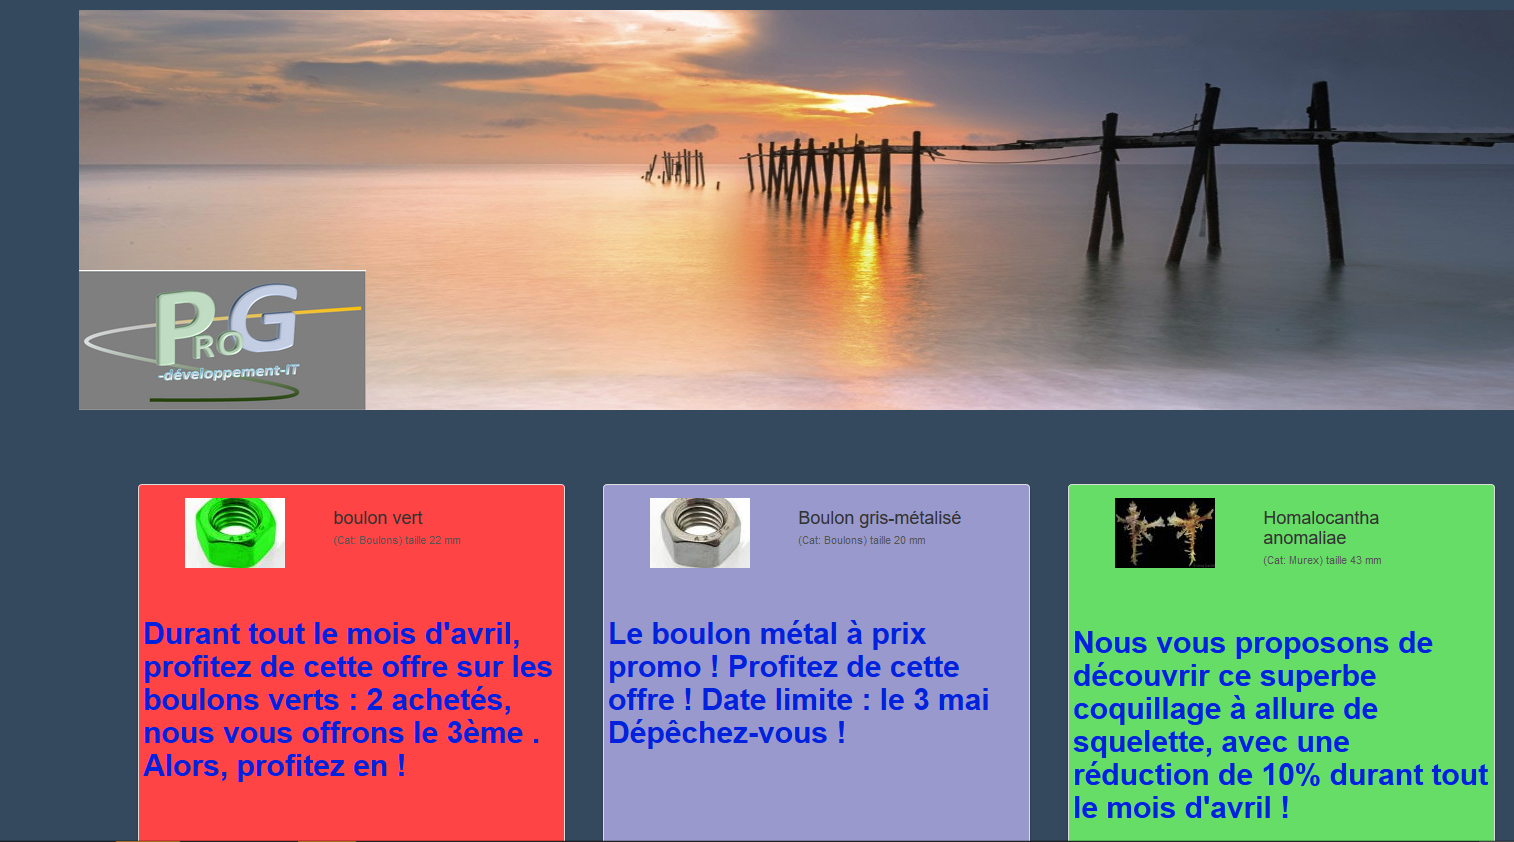 ProG
-développement-IT
boulon vert
(Cat: Boulons) taille 22 mm
Durant tout le mois d'avril,
profitez de cette offre sur les
boulons verts : 2 achetés,
nous vous offrons le 3ème .
Alors, profitez en !
Boulon gris-métalisé
(Cat: Boulons) taille 20 mm
Le boulon métal à prix
promo ! Profitez de cette
offre ! Date limite : le 3 mai
Dépêchez-vous !
Homalocantha
anomaliae
(Cat: Murex) taille 43 mm
Nous vous proposons de
découvrir ce superbe
coquillage à allure de
squelette, avec une
réduction de 10% durant tout
le mois d'avril !